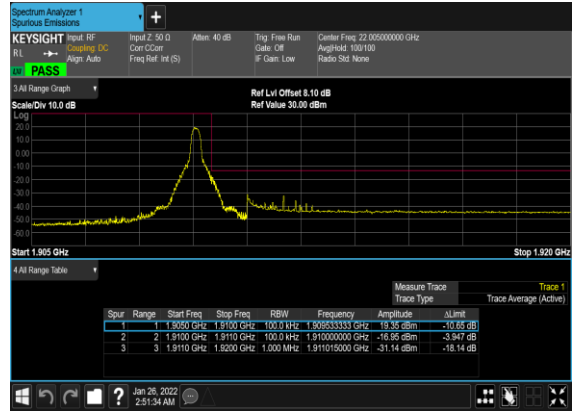 Spectrum Analyzer 1
Spurious Emissions
+
KEYSIGHT Input: RF Input Z: 50 Ω Atten: 40 dB Trig: Free Run Center Freq: 22.005000000 GHz
RL Coupling: DC Corr CCorr Gate: Off Avg|Hold: 100/100
Align: Auto Freq Ref: Int (S) IF Gain: Low Radio Std: None
PASS
3 All Range Graph
Ref Lvl Offset 8.10 dB
Scale/Div 10.0 dB Ref Value 30.00 dBm
Log
20.0
10.0
0.00
-10.0
-20.0
-30.0
-40.0
-50.0
-60.0
Start 1.905 GHz Stop 1.920 GHz
4 All Range Table
Measure Trace Trace 1
Trace Type Trace Average (Active)
Spur Range Start Freq Stop Freq RBW Frequency Amplitude ΔLimit
1 1 1.9050 GHz 1.9100 GHz 100.0 kHz 1.909533333 GHz 19.35 dBm -10.65 dB
2 2 1.9100 GHz 1.9110 GHz 100.0 kHz 1.910000000 GHz -16.95 dBm -3.947 dB
3 3 1.9110 GHz 1.9200 GHz 1.000 MHz 1.911015000 GHz -31.14 dBm -18.14 dB
? Jan 26, 2022
2:51:34 AM